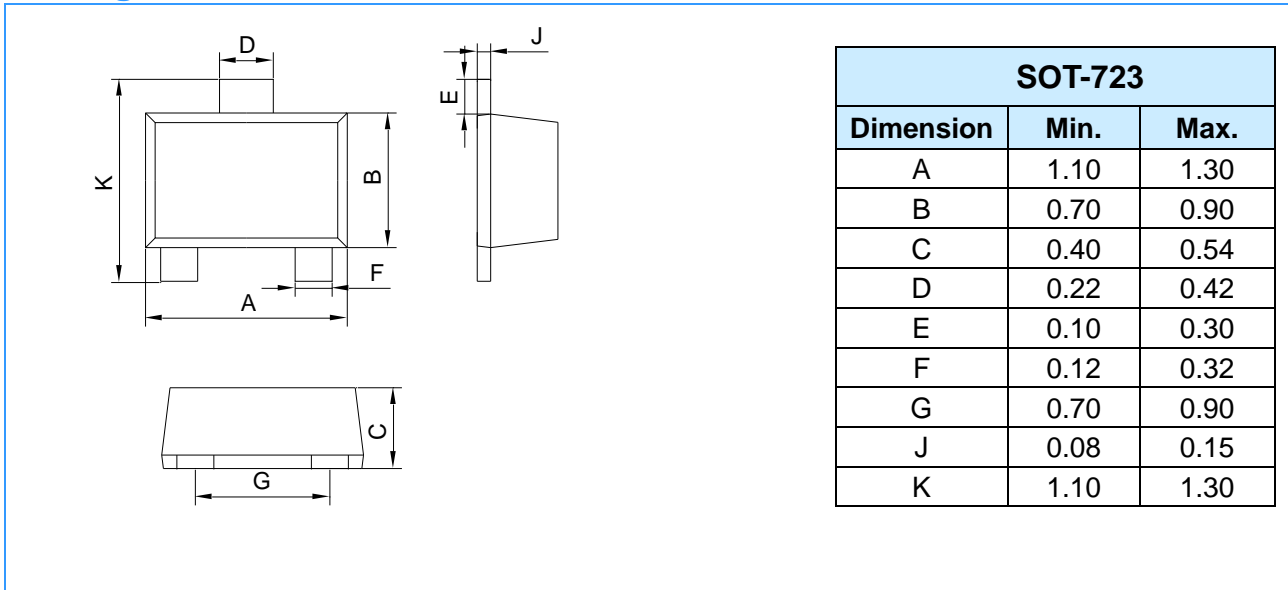 D
J
E
K
B
F
A
C
G
SOT-723
Dimension Min. Max.
A 1.10 1.30
B 0.70 0.90
C 0.40 0.54
D 0.22 0.42
E 0.10 0.30
F 0.12 0.32
G 0.70 0.90
J 0.08 0.15
K 1.10 1.30